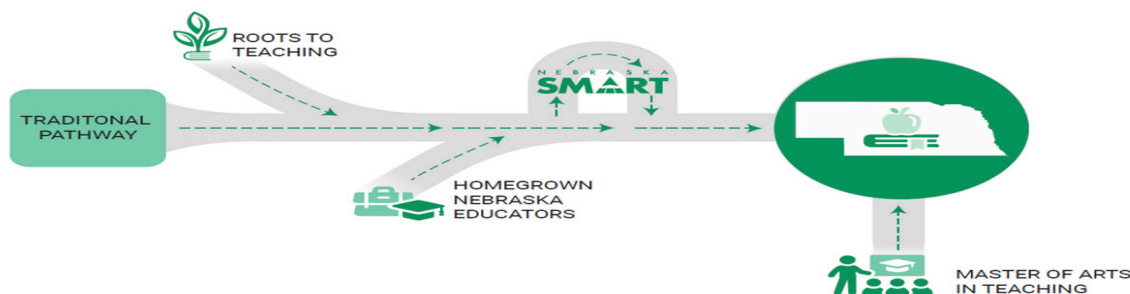 ROOTS TO
TEACHING
NEBRASKA
SMART
TRADITONAL
PATHWAY
HOMEGROWN
NEBRASKA
EDUCATORS
MASTER OF ARTS
IN TEACHING